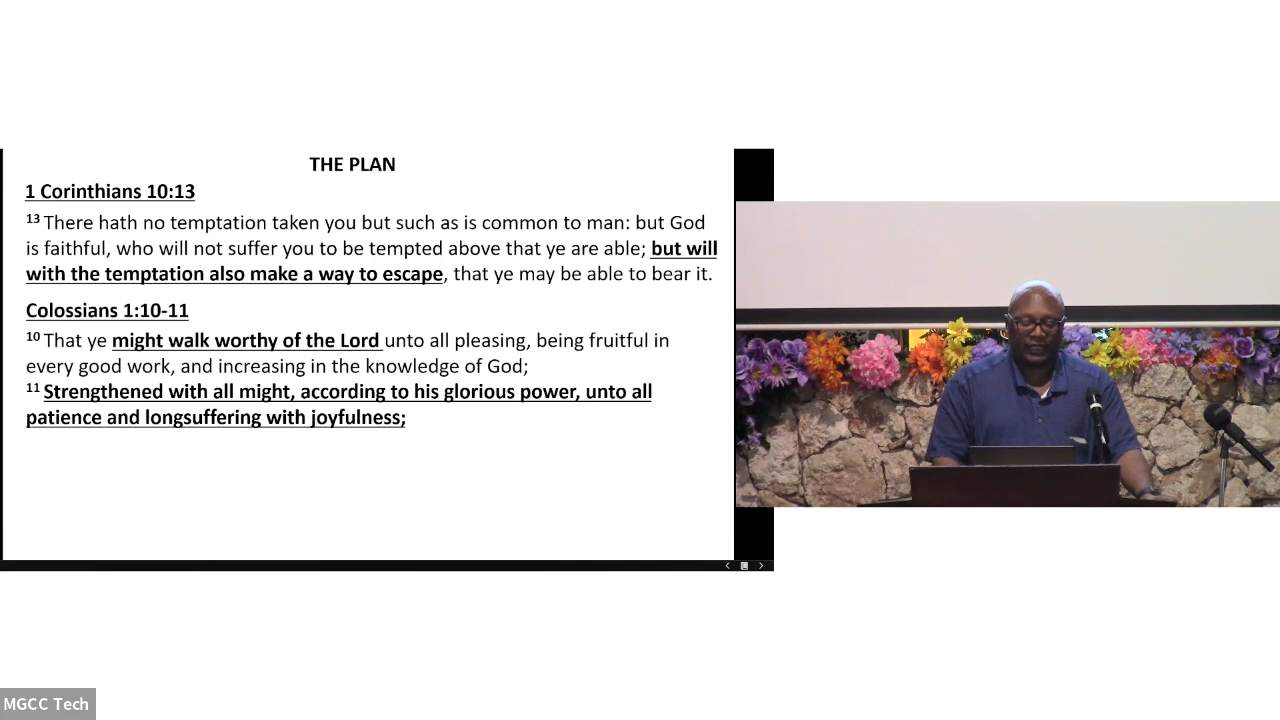 THE PLAN
1 Corinthians 10:13
13 There hath no temptation taken you but such as is common to man: but God
is faithful, who will not suffer you to be tempted above that ye are able; but will
with the temptation also make a way to escape, that ye may be able to bear it.
Colossians 1:10-11
10 That ye might walk worthy of the Lord unto all pleasing, being fruitful in
every good work, and increasing in the knowledge of God;
11 Strengthened with all might, according to his glorious power, unto all
patience and longsuffering with joyfulness;
MGCC Tech